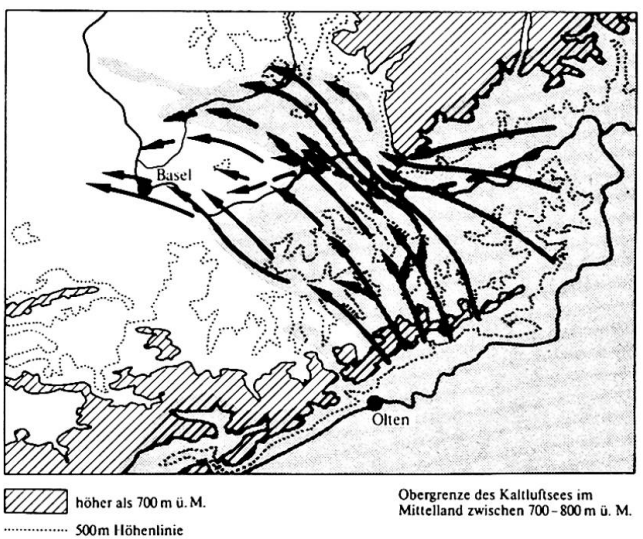 Basel
Olten
höher als 700 m ü. M.
500 m Höhenlinie
Obergrenze des Kaltluftsees im
Mittelland zwischen 700-800 m ü. M.